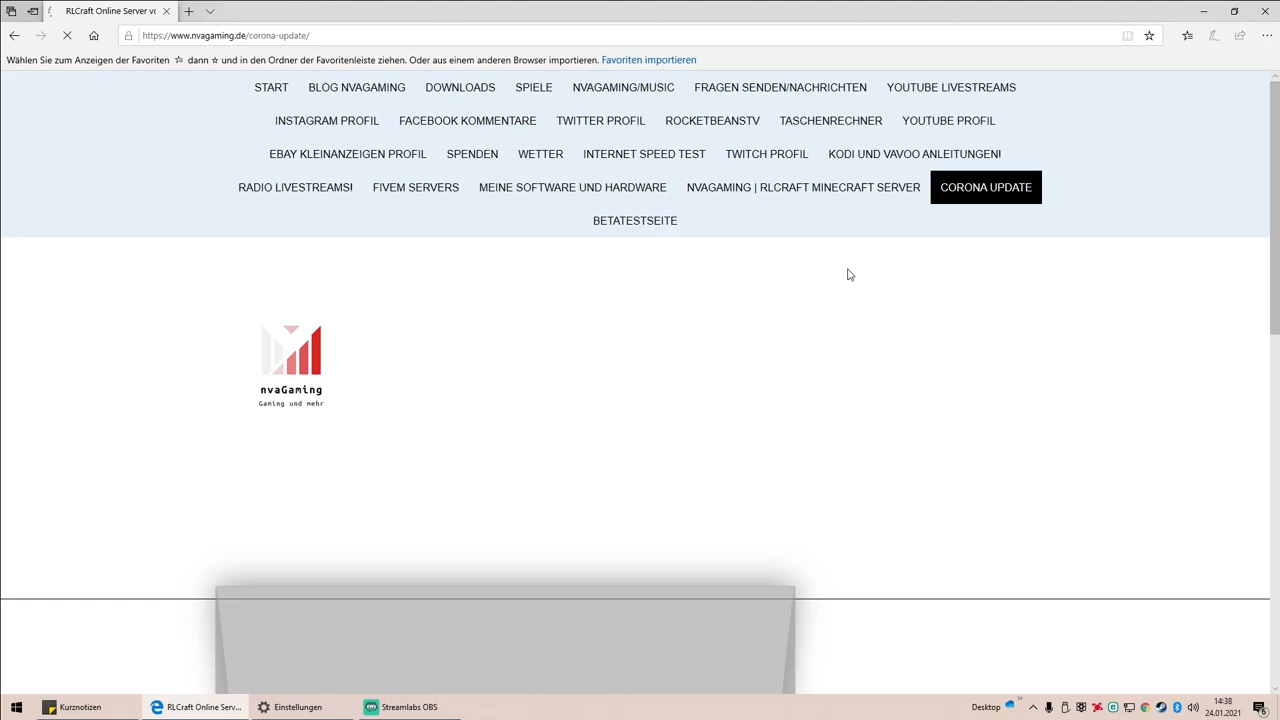 RLCraft Online Server vo
https://www.nvagaming.de/corona-update/
Wählen Sie zum Anzeigen der Favoriten ☆ dann ☆ und in den Ordner der Favoritenleiste ziehen. Oder aus einem anderen Browser importieren. Favoriten importieren
START BLOG NVAGAMING DOWNLOADS SPIELE NVAGAMING/MUSIC FRAGEN SENDEN/NACHRICHTEN YOUTUBE LIVESTREAMS
INSTAGRAM PROFIL FACEBOOK KOMMENTARE TWITTER PROFIL ROCKETBEANSTV TASCHENRECHNER YOUTUBE PROFIL
EBAY KLEINANZEIGEN PROFIL SPENDEN WETTER INTERNET SPEED TEST TWITCH PROFIL KODI UND VAVOO ANLEITUNGEN!
RADIO LIVESTREAMS! FIVEM SERVERS MEINE SOFTWARE UND HARDWARE NVAGAMING | RLCRAFT MINECRAFT SERVER CORONA UPDATE
BETATESTSEITE
nvaGaming
Gaming und mehr
Kurznotizen RLCraft Online Serv... Einstellungen Streamlabs OBS Desktop 14:38
24.01.2021 6